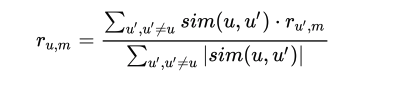 $$r_{u,m} = \frac{\sum_{u', u' \neq u} sim(u, u') \cdot r_{u',m}}{\sum_{u', u' \neq u} |sim(u, u')|}$$